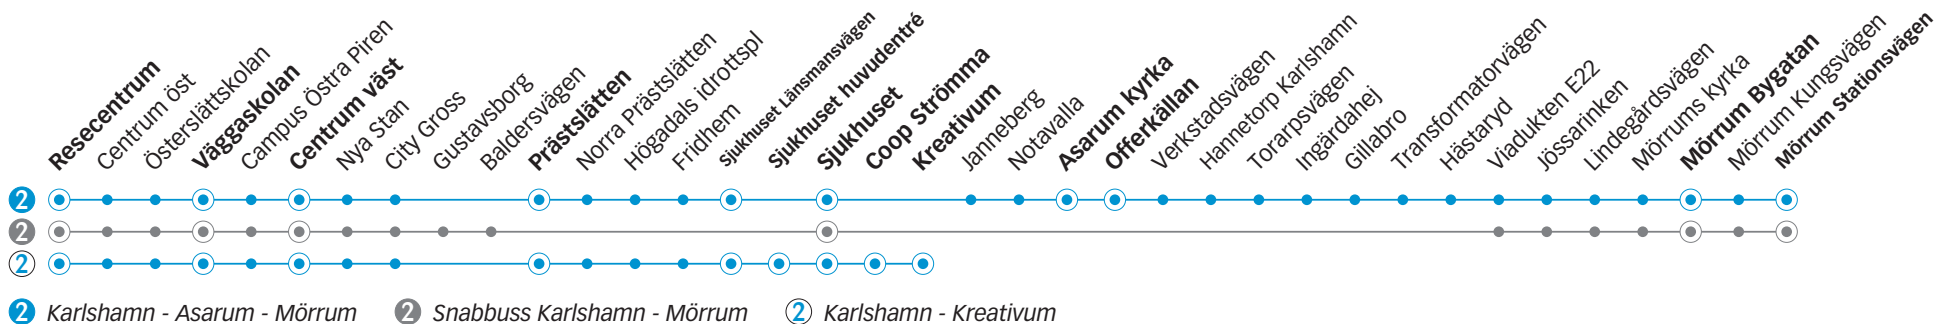 Resecentrum
Centrum öst
Österslättskolan
Väggaskolan
Campus Östra Piren
Centrum väst
Nya Stan
City Gross
Gustavsborg
Baldersvägen
Prästslätten
Norra Prästslätten
Högadals idrottspl
Fridhem
Sjukhuset Länsmansvägen
Sjukhuset huvudentré
Sjukhuset
Coop Strömma
Kreativum
Janneberg
Notavalla
Asarum kyrka
Offerkällan
Verkstadsvägen
Hannetorp Karlshamn
Torarpsvägen
Ingärdahej
Gillabro
Transformatorvägen
Hästaryd
Viadukten E22
Jössarinken
Lindegårdsvägen
Mörrums kyrka
Mörrum Bygatan
Mörrum Kungsvägen
Mörrum Stationsvägen
2
2
2
2 Karlshamn - Asarum - Mörrum 2 Snabbuss Karlshamn - Mörrum 2 Karlshamn - Kreativum